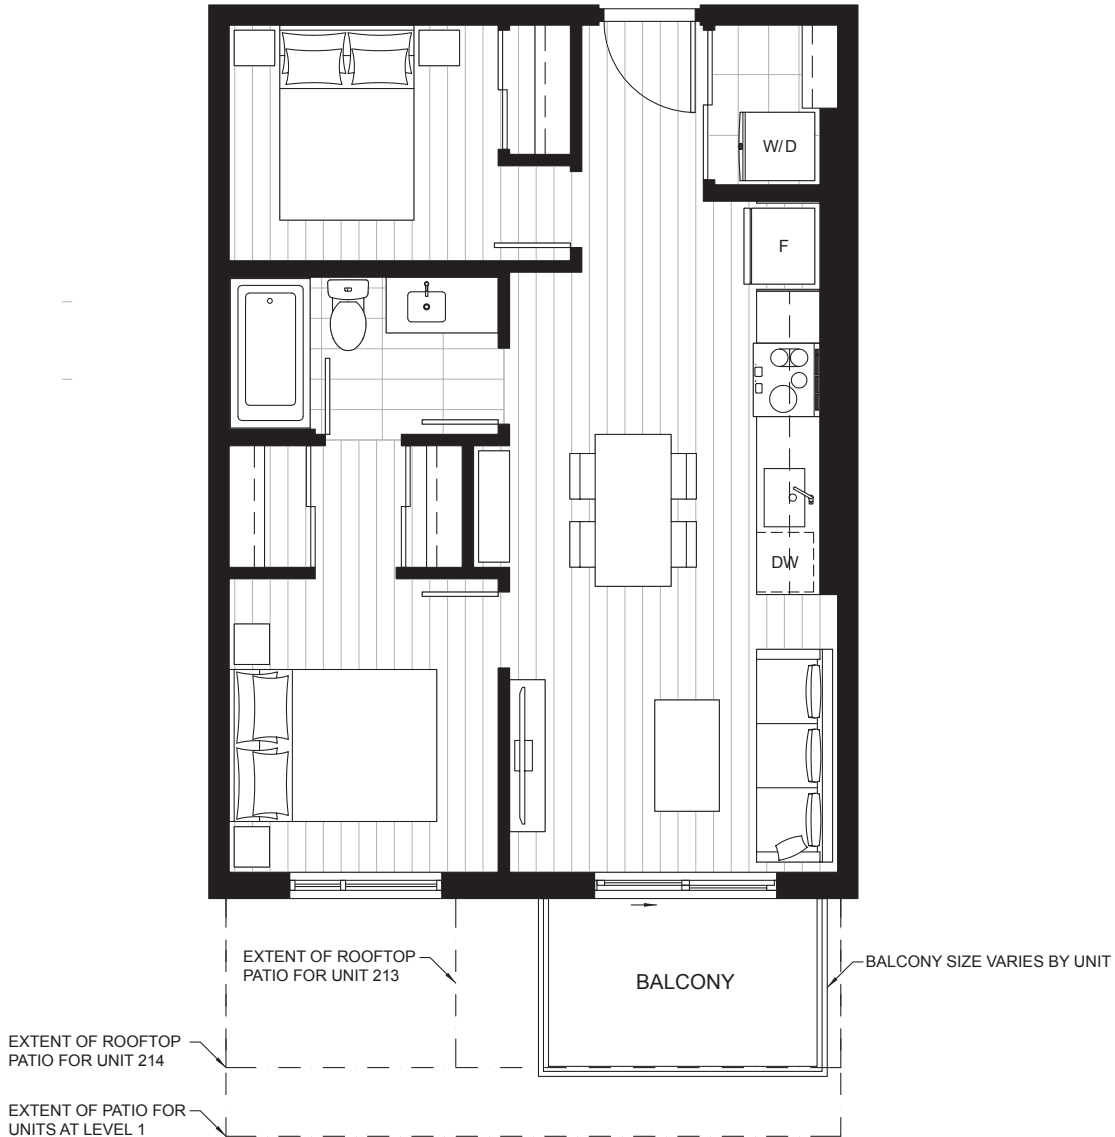 W/D
F
DW
EXTENT OF ROOFTOP
PATIO FOR UNIT 213
BALCONY
BALCONY SIZE VARIES BY UNIT
EXTENT OF ROOFTOP
PATIO FOR UNIT 214
EXTENT OF PATIO FOR
UNITS AT LEVEL 1